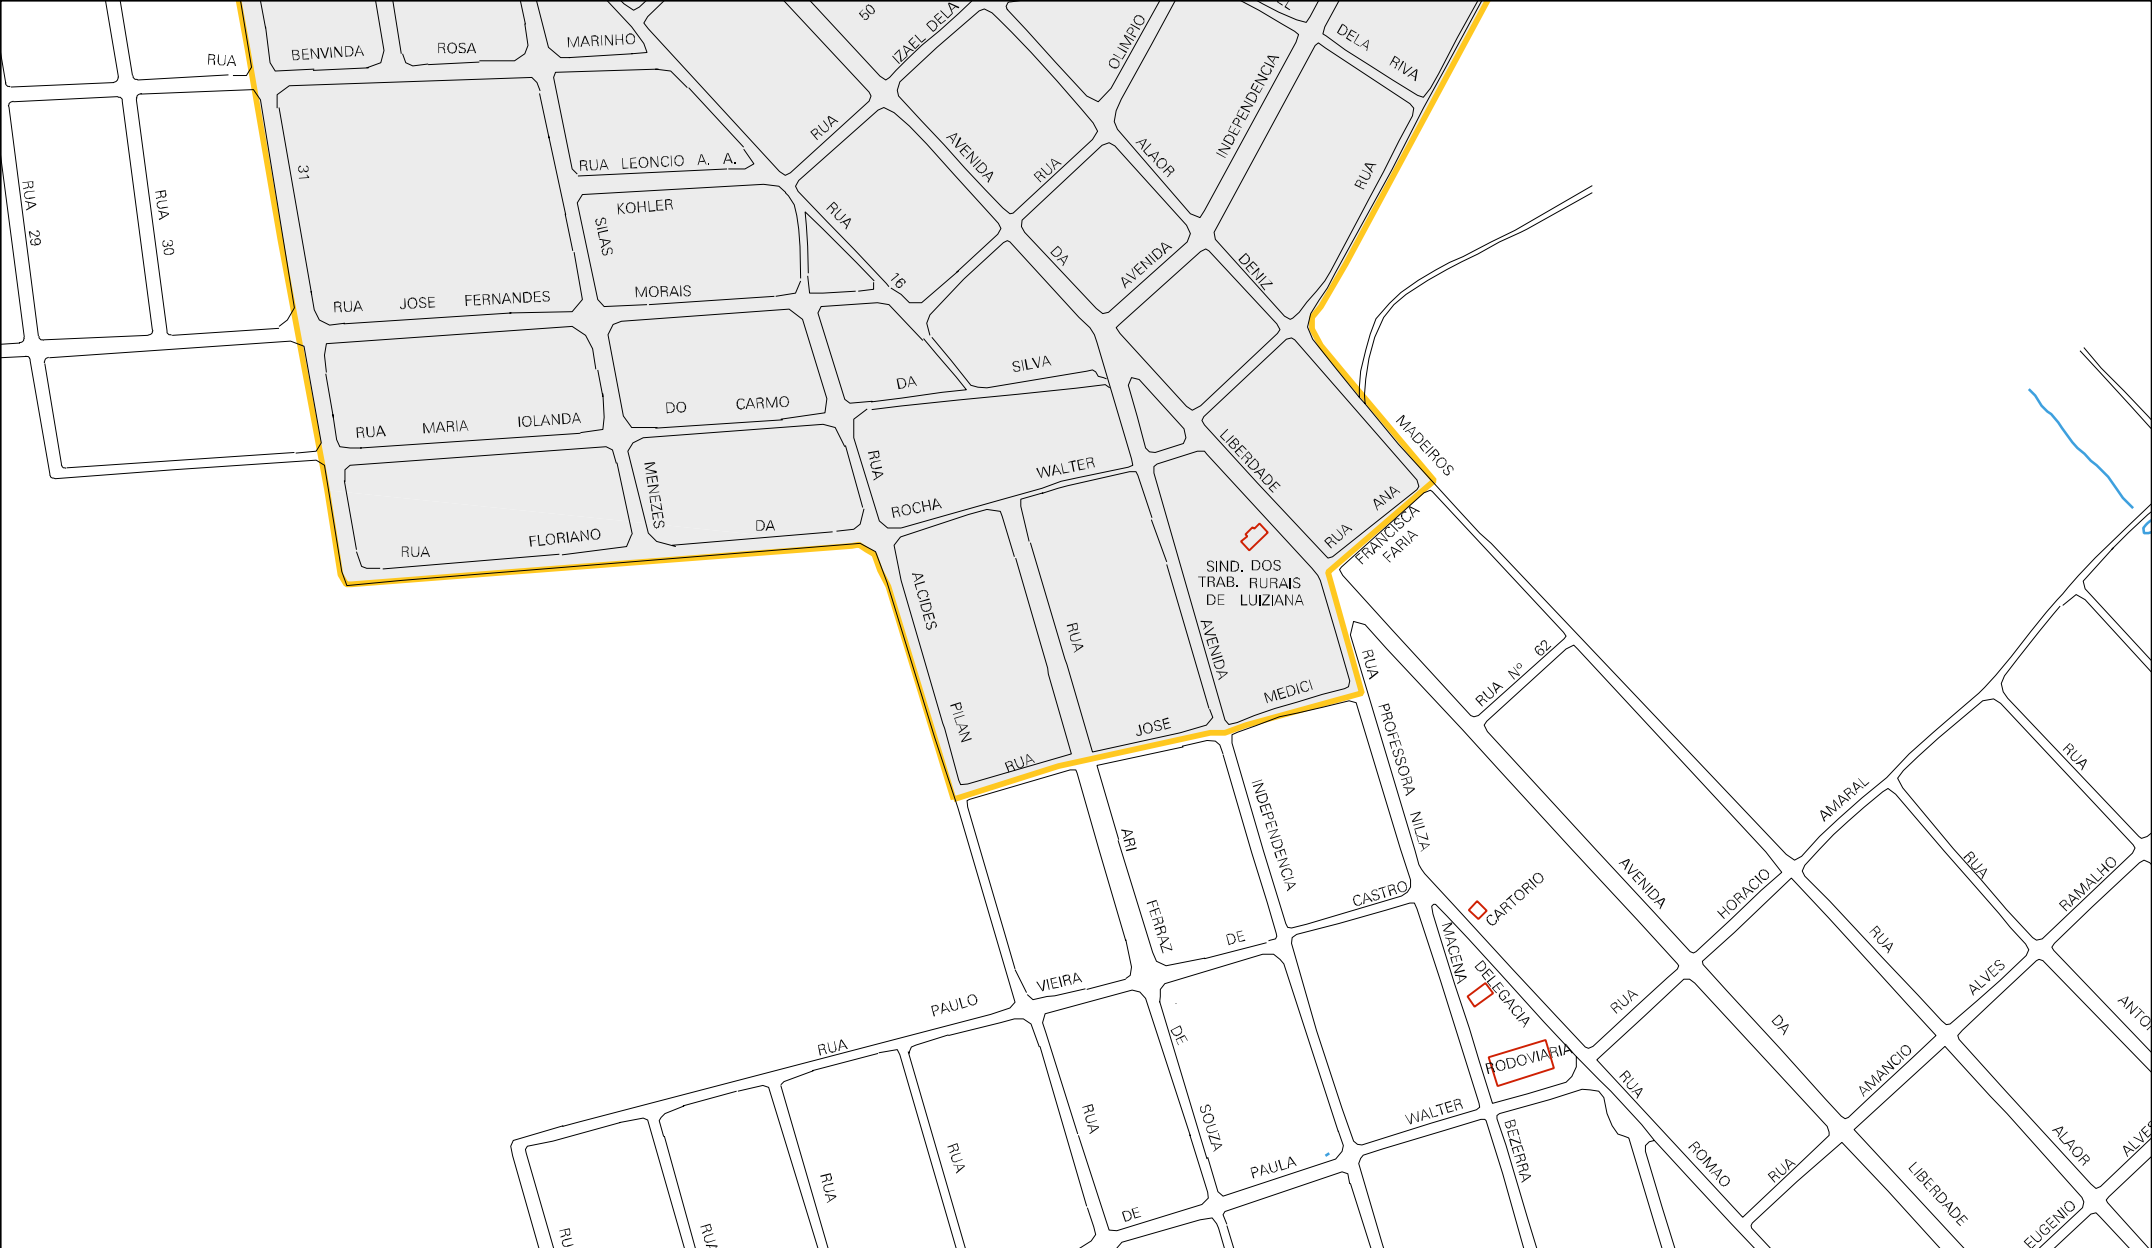 50
IZAEL DELA
OLIMPIO
DELA
RIVA
RUA
BENVINDA
ROSA
MARINHO
INDEPENDENCIA
RUA
AVENIDA
RUA
ALAOR
RUA
RUA LEONCIO A. A.
31
RUA 29
RUA 30
KOHLER
SILAS
RUA
16
DA
AVENIDA
DENIZ
MORAIS
RUA JOSE FERNANDES
SILVA
DA
DO CARMO
RUA MARIA IOLANDA
MADEIROS
LIBERDADE
RUA
WALTER
ROCHA
MENEZES
DA
RUA FLORIANO
RUA ANA
FRANCISCA
FARIA
SIND. DOS
TRAB. RURAIS
DE LUIZIANA
ALCIDES
PILAN
RUA
AVENIDA
MEDICI
JOSE
RUA
RUA Nº 62
RUA PROFESSORA NILZA
INDEPENDENCIA
ARI
FERRAZ
CASTRO
DE
VIEIRA
PAULO
RUA
CARTORIO
MACENA
DELEGACIA
RODOVIARIA
AVENIDA
HORACIO
AMARAL
RUA
RUA
RAMALHO
RUA
ALVES
RUA
DA
AMANCIO
RUA
ROMAO
RUA
LIBERDADE
ALAOR
EUGENIO
WALTER
BEZERRA
PAULA
DE
DE
SOUZA
RUA
RUA
RUA